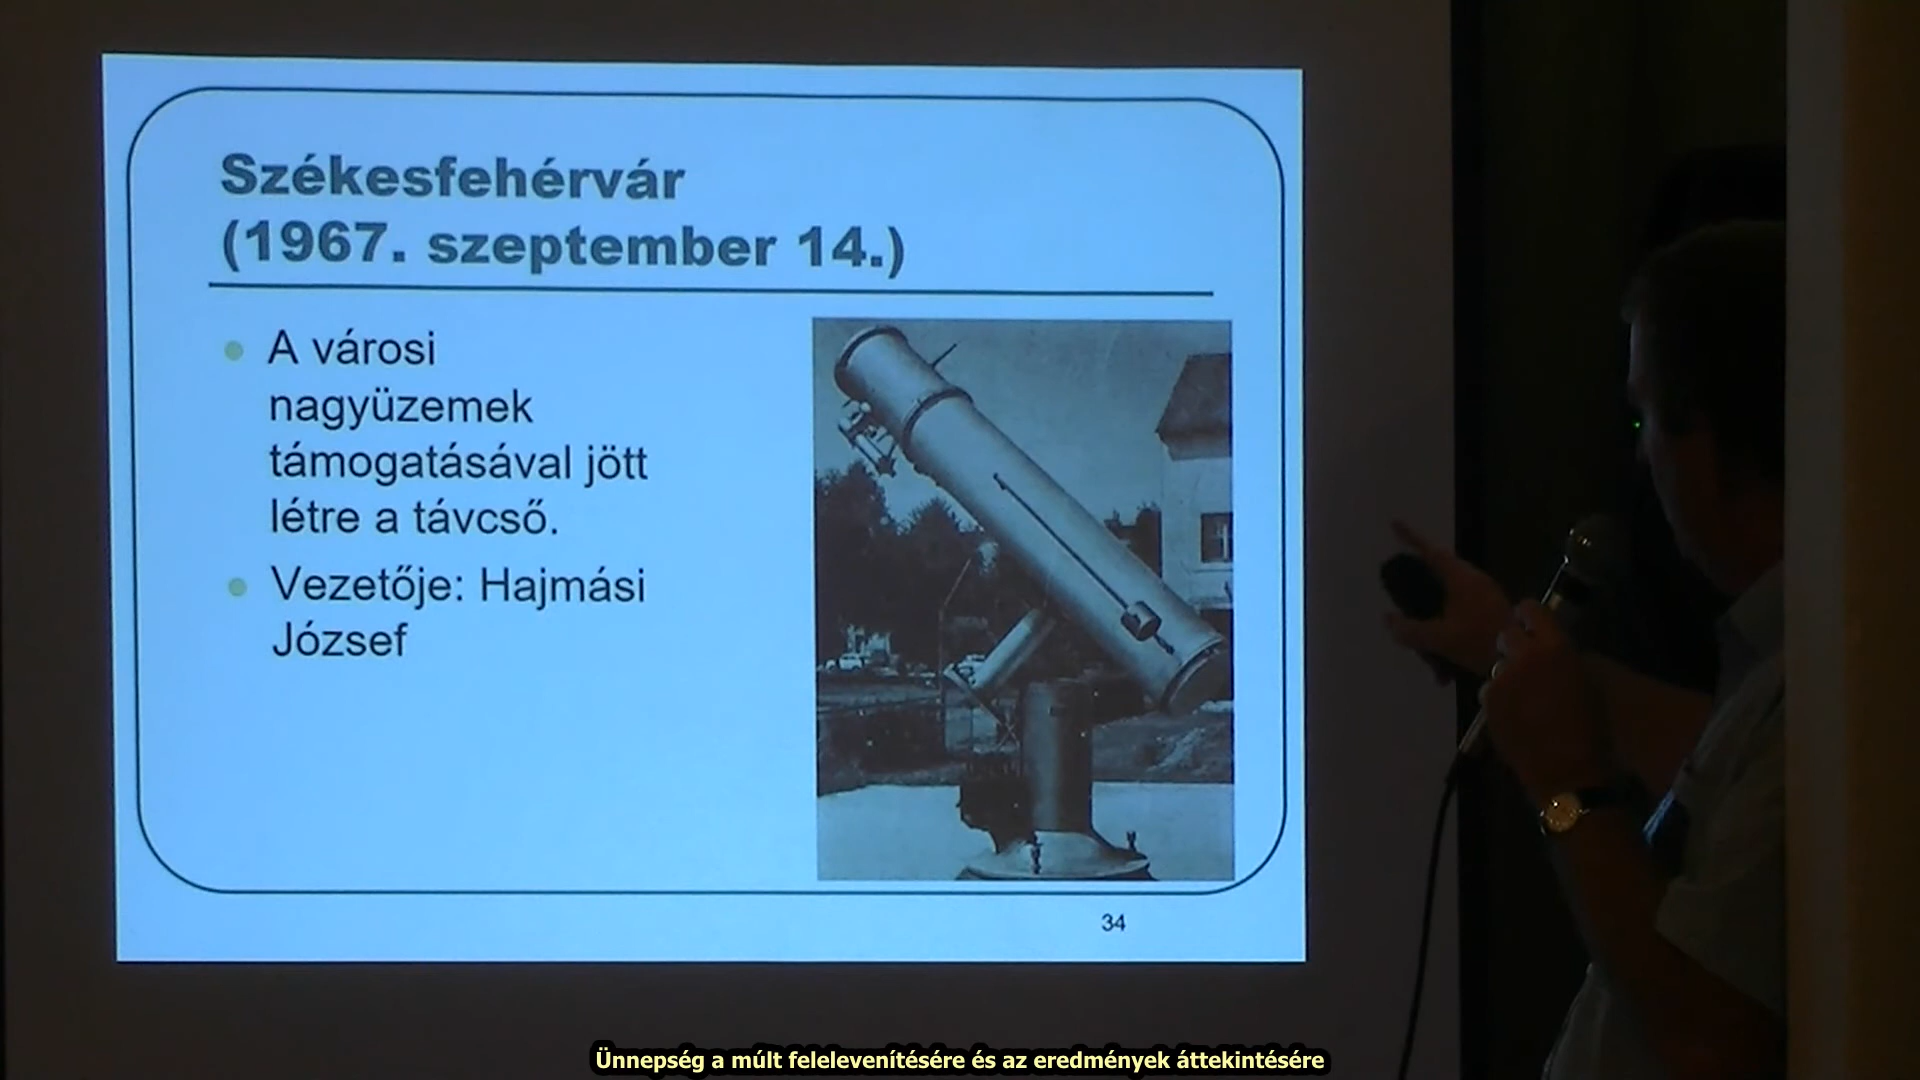 Székesfehérvár
(1967. szeptember 14.)
A városi
nagyüzemek
támogatásával jött
létre a távcső.
Vezetője: Hajmási
József
34
Ünnepség a múlt felelevenítésére és az eredmények áttekintésére